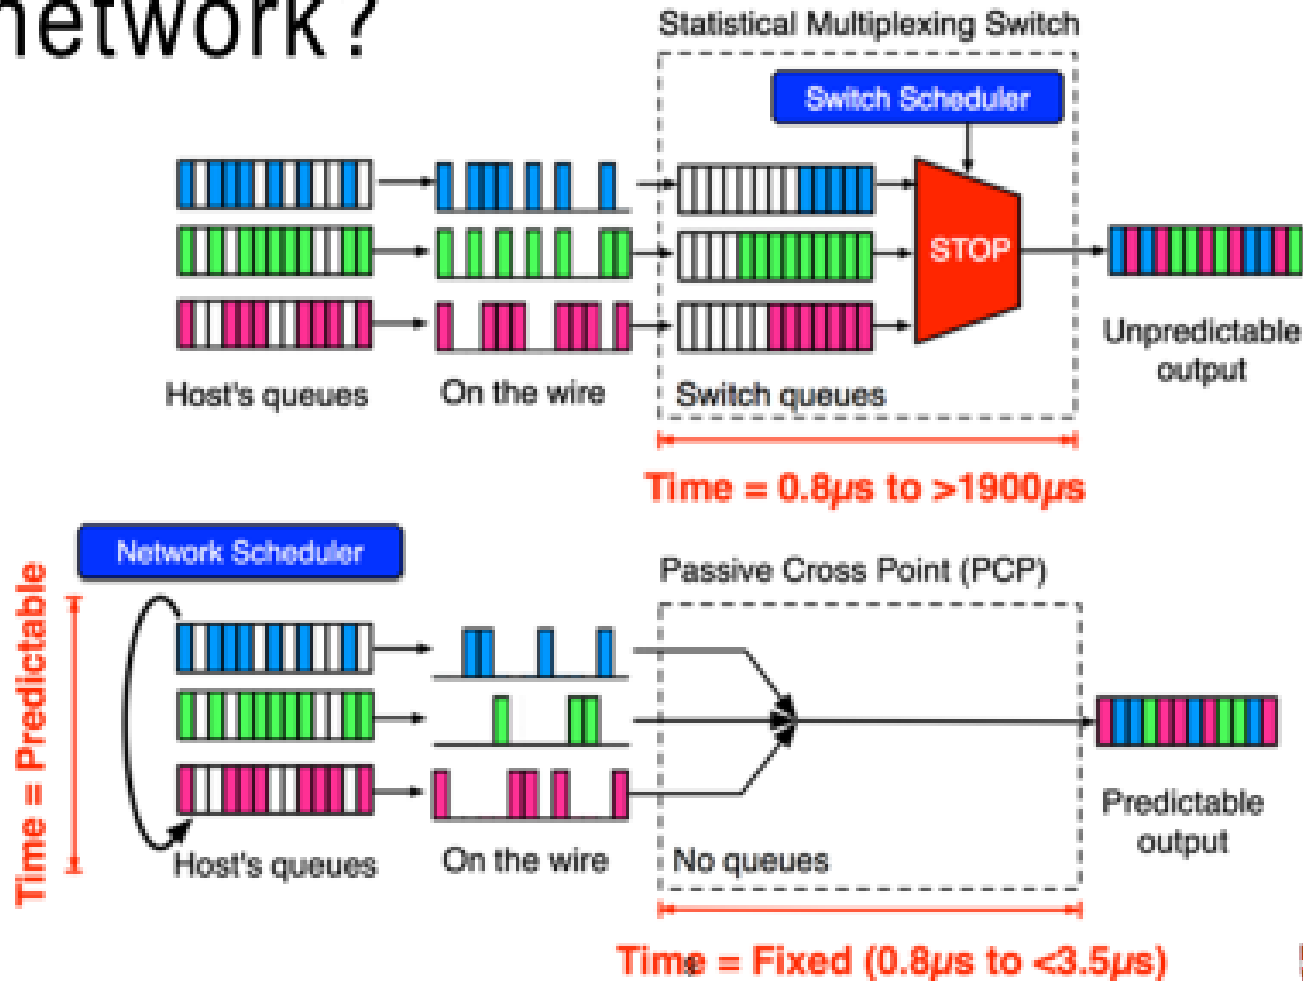 network?
Statistical Multiplexing Switch
Switch Scheduler
STOP
Unpredictable
output
Host's queues
On the wire
Switch queues
Time = 0.8µs to >1900µs
Network Scheduler
Passive Cross Point (PCP)
Time = Predictable
Predictable
output
Host's queues
On the wire
No queues
Time = Fixed (0.8µs to <3.5µs)